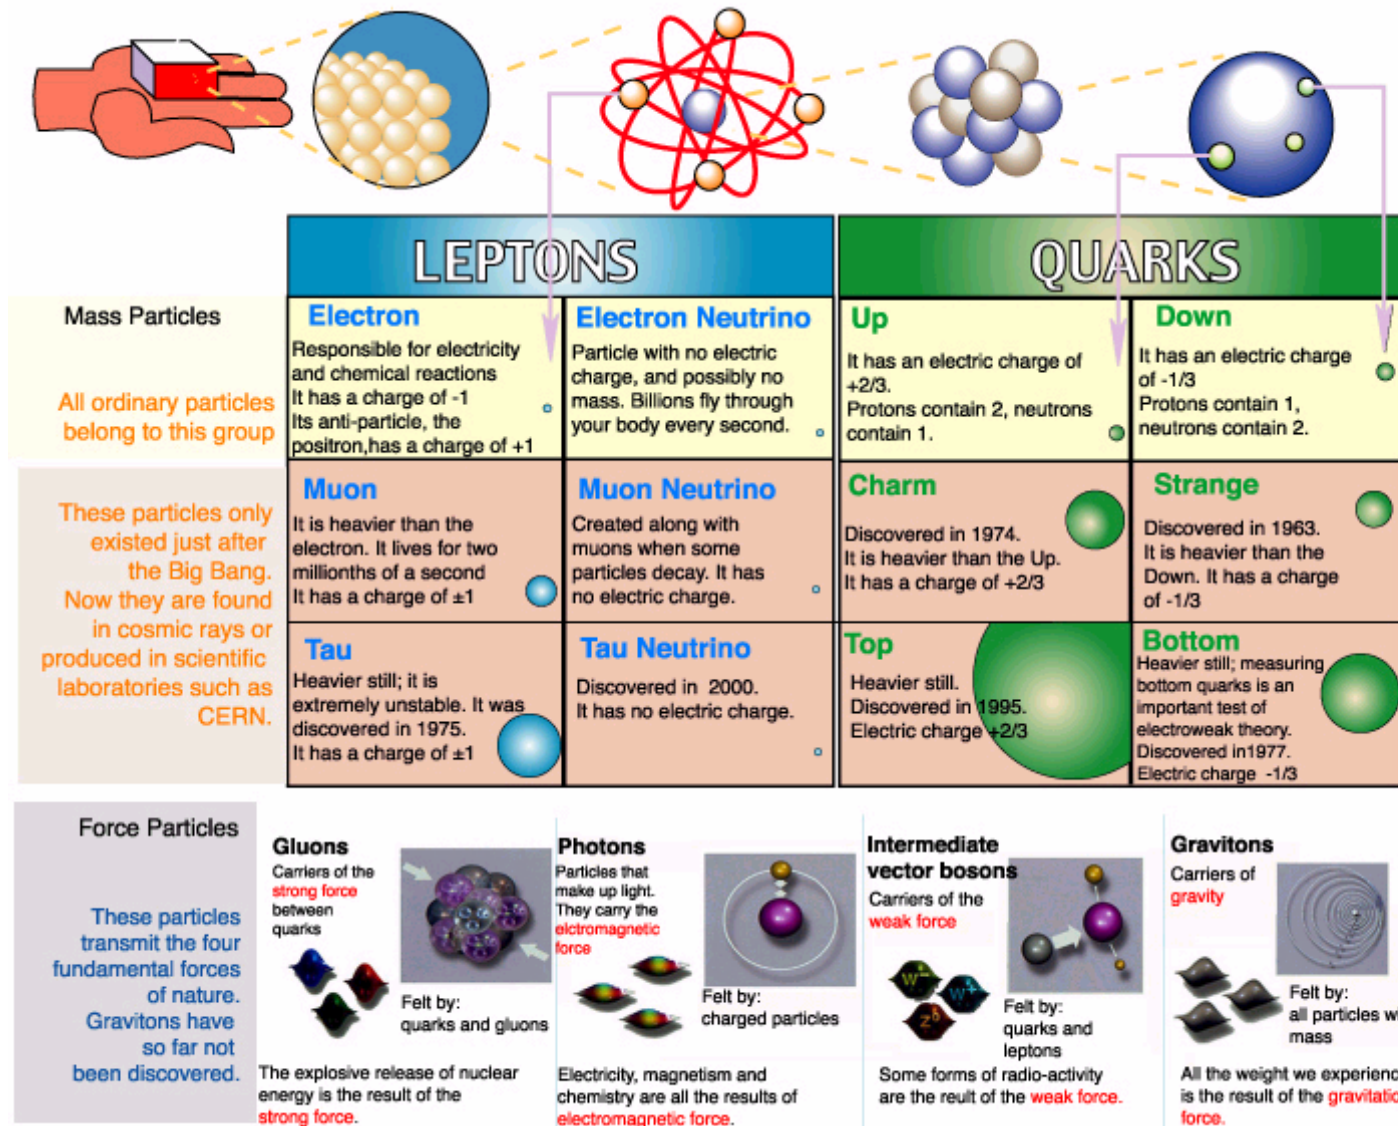 LEPTONS
QUARKS
Mass Particles
All ordinary particles
belong to this group
Electron
Responsible for electricity
and chemical reactions
It has a charge of -1
Its anti-particle, the
positron,has a charge of +1
Electron Neutrino
Particle with no electric
charge, and possibly no
mass. Billions fly through
your body every second.
Up
It has an electric charge of
+2/3.
Protons contain 2, neutrons
contain 1.
Down
It has an electric charge
of -1/3
Protons contain 1,
neutrons contain 2.
These particles only
existed just after
the Big Bang.
Now they are found
in cosmic rays or
produced in scientific
laboratories such as
CERN.
Muon
It is heavier than the
electron. It lives for two
millionths of a second
It has a charge of ±1
Muon Neutrino
Created along with
muons when some
particles decay. It has
no electric charge.
Charm
Discovered in 1974.
It is heavier than the Up.
It has a charge of +2/3
Strange
Discovered in 1963.
It is heavier than the
Down. It has a charge
of -1/3
Tau
Heavier still; it is
extremely unstable. It was
discovered in 1975.
It has a charge of ±1
Tau Neutrino
Discovered in 2000.
It has no electric charge.
Top
Heavier still.
Discovered in 1995.
Electric charge +2/3
Bottom
Heavier still; measuring
bottom quarks is an
important test of
electroweak theory.
Discovered in1977.
Electric charge -1/3
Force Particles
These particles
transmit the four
fundamental forces
of nature.
Gravitons have
so far not
been discovered.
Gluons
Carriers of the
strong force
between
quarks
Felt by:
quarks and gluons
The explosive release of nuclear
energy is the result of the
strong force.
Photons
Particles that
make up light.
They carry the
elctromagnetic
force
Felt by:
charged particles
Electricity, magnetism and
chemistry are all the results of
electromagnetic force.
Intermediate
vector bosons
Carriers of the
weak force
W-
W+
Z
Felt by:
quarks and
leptons
Some forms of radio-activity
are the reult of the weak force.
Gravitons
Carriers of
gravity
Felt by:
all particles wi
mass
All the weight we experienc
is the result of the gravitatio
force.